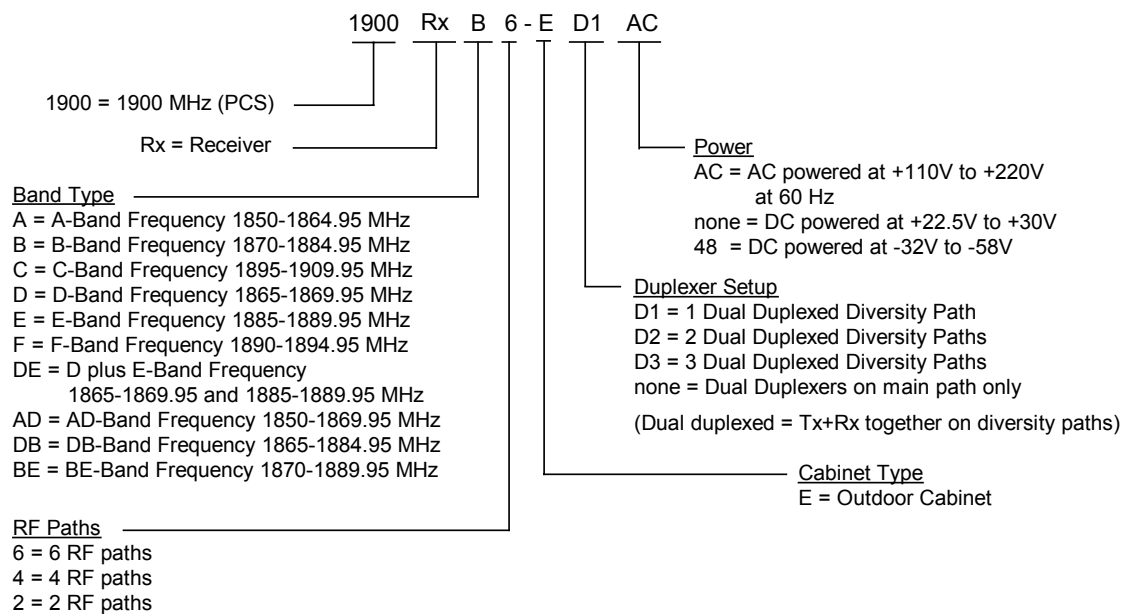 1900 Rx B 6 - E D1 AC
1900 = 1900 MHz (PCS)
Rx = Receiver
Band Type
A = A-Band Frequency 1850-1864.95 MHz
B = B-Band Frequency 1870-1884.95 MHz
C = C-Band Frequency 1895-1909.95 MHz
D = D-Band Frequency 1865-1869.95 MHz
E = E-Band Frequency 1885-1889.95 MHz
F = F-Band Frequency 1890-1894.95 MHz
DE = D plus E-Band Frequency
1865-1869.95 and 1885-1889.95 MHz
AD = AD-Band Frequency 1850-1869.95 MHz
DB = DB-Band Frequency 1865-1884.95 MHz
BE = BE-Band Frequency 1870-1889.95 MHz
RF Paths
6 = 6 RF paths
4 = 4 RF paths
2 = 2 RF paths
Power
AC = AC powered at +110V to +220V
at 60 Hz
none = DC powered at +22.5V to +30V
48 = DC powered at -32V to -58V
Duplexer Setup
D1 = 1 Dual Duplexed Diversity Path
D2 = 2 Dual Duplexed Diversity Paths
D3 = 3 Dual Duplexed Diversity Paths
none = Dual Duplexers on main path only
(Dual duplexed = Tx+Rx together on diversity paths)
Cabinet Type
E = Outdoor Cabinet